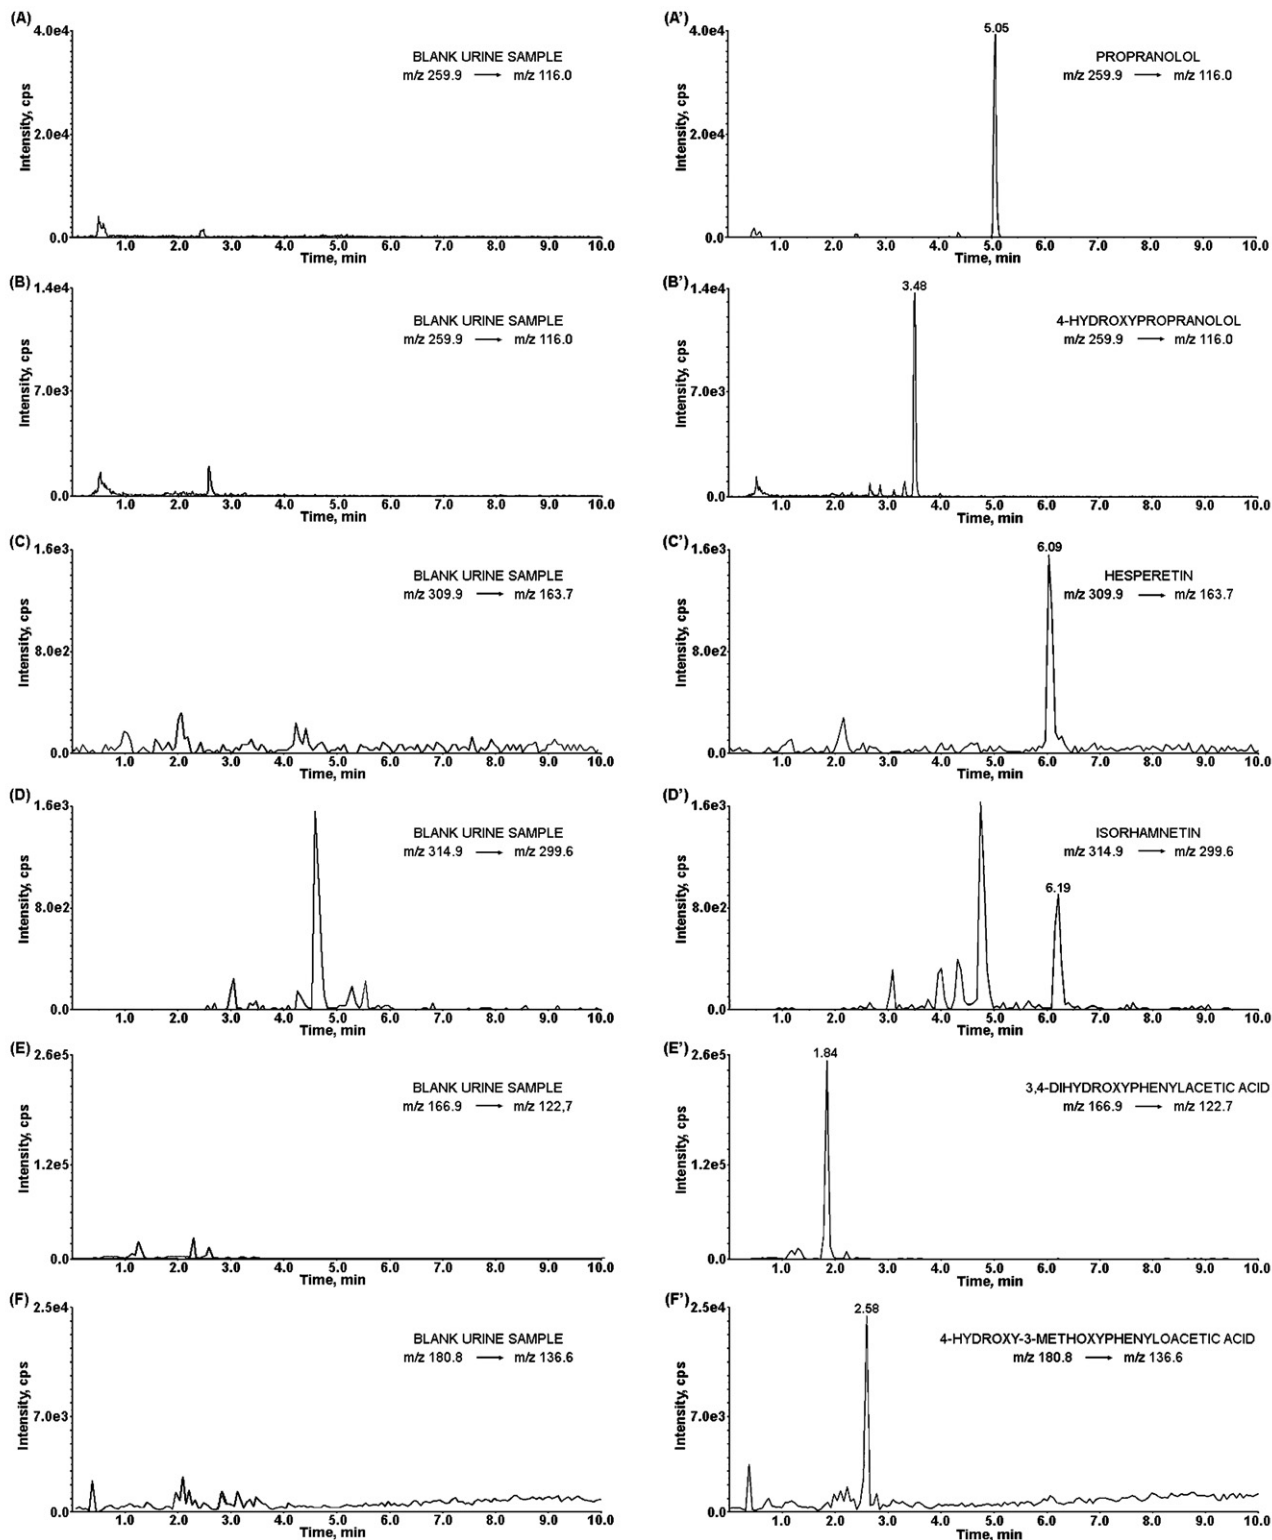 (A)
4.0e4
2.0e4
0.0
Intensity, cps
BLANK URINE SAMPLE
m/z 259.9 → m/z 116.0
1.0 2.0 3.0 4.0 5.0 6.0 7.0 8.0 9.0 10.0
Time, min
(A')
4.0e4
2.0e4
0.0
Intensity, cps
5.05
PROPRANOLOL
m/z 259.9 → m/z 116.0
1.0 2.0 3.0 4.0 5.0 6.0 7.0 8.0 9.0 10.0
Time, min
(B)
1.4e4
7.0e3
0.0
Intensity, cps
BLANK URINE SAMPLE
m/z 259.9 → m/z 116.0
1.0 2.0 3.0 4.0 5.0 6.0 7.0 8.0 9.0 10.0
Time, min
(B')
1.4e4
7.0e3
0.0
Intensity, cps
3.48
4-HYDROXYPROPRANOLOL
m/z 259.9 → m/z 116.0
1.0 2.0 3.0 4.0 5.0 6.0 7.0 8.0 9.0 10.0
Time, min
(C)
1.6e3
8.0e2
0.0
Intensity, cps
BLANK URINE SAMPLE
m/z 309.9 → m/z 163.7
1.0 2.0 3.0 4.0 5.0 6.0 7.0 8.0 9.0 10.0
Time, min
(C')
1.6e3
8.0e2
0.0
Intensity, cps
6.09
HESPERETIN
m/z 309.9 → m/z 163.7
1.0 2.0 3.0 4.0 5.0 6.0 7.0 8.0 9.0 10.0
Time, min
(D)
1.6e3
8.0e2
0.0
Intensity, cps
BLANK URINE SAMPLE
m/z 314.9 → m/z 299.6
1.0 2.0 3.0 4.0 5.0 6.0 7.0 8.0 9.0 10.0
Time, min
(D')
1.6e3
8.0e2
0.0
Intensity, cps
ISORHAMNETIN
m/z 314.9 → m/z 299.6
6.19
1.0 2.0 3.0 4.0 5.0 6.0 7.0 8.0 9.0 10.0
Time, min
(E)
2.6e5
1.2e5
0.0
Intensity, cps
BLANK URINE SAMPLE
m/z 166.9 → m/z 122,7
1.0 2.0 3.0 4.0 5.0 6.0 7.0 8.0 9.0 10.0
Time, min
(E')
2.6e5
1.2e5
0.0
Intensity, cps
1.84
3,4-DIHYDROXYPHENYLACETIC ACID
m/z 166.9 → m/z 122.7
1.0 2.0 3.0 4.0 5.0 6.0 7.0 8.0 9.0 10.0
Time, min
(F)
2.5e4
7.0e3
0.0
Intensity, cps
BLANK URINE SAMPLE
m/z 180.8 → m/z 136.6
1.0 2.0 3.0 4.0 5.0 6.0 7.0 8.0 9.0 10.0
Time, min
(F')
2.5e4
7.0e3
0.0
Intensity, cps
2.58
4-HYDROXY-3-METHOXYPHENYLOACETIC ACID
m/z 180.8 → m/z 136.6
1.0 2.0 3.0 4.0 5.0 6.0 7.0 8.0 9.0 10.0
Time, min